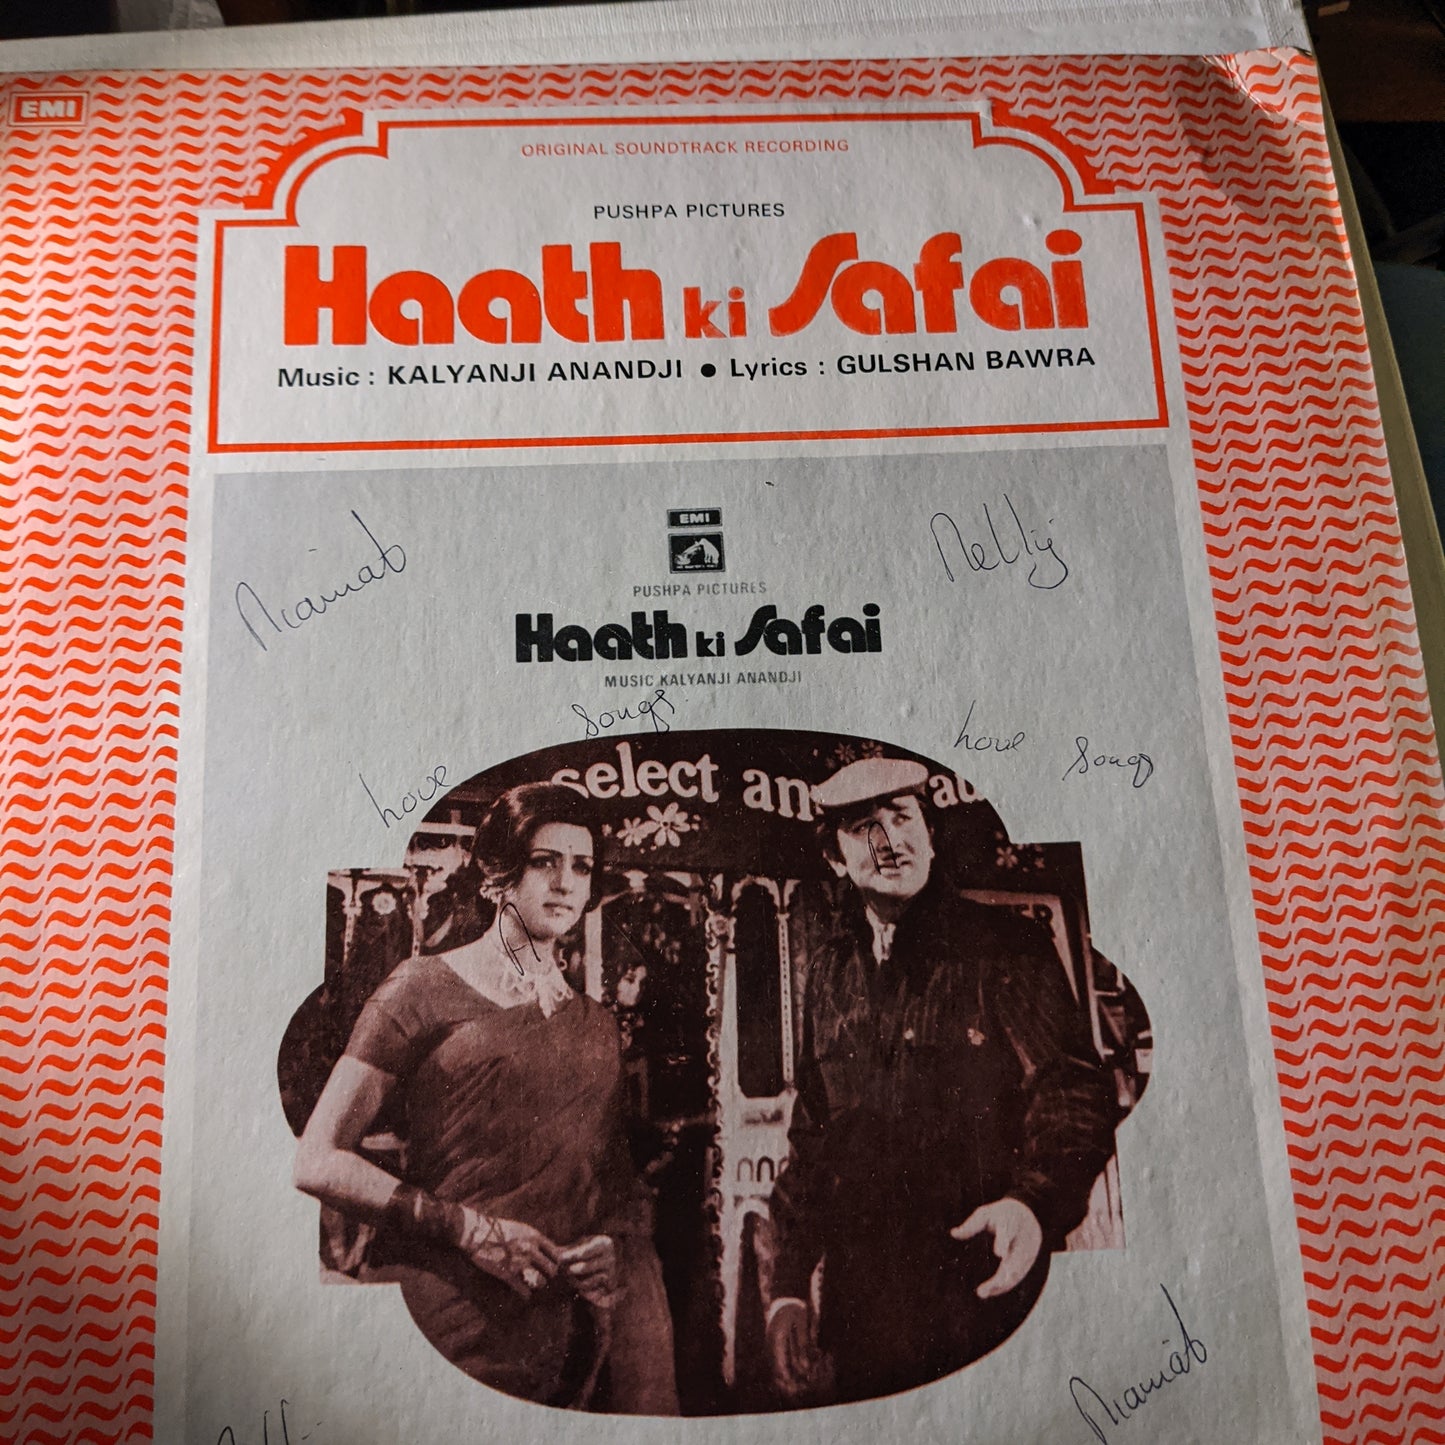 EMI
ORIGINAL SOUNDTRACK RECORDING
PUSHPA PICTURES
Haath ki Safai
Music : KALYANJI ANANDJI ● Lyrics : GULSHAN BAWRA
EMI
PUSHPA PICTURES
Haath ki Safai
MUSIC KALYANJI ANANDJI
Love songs
Love songs
select an
A
A